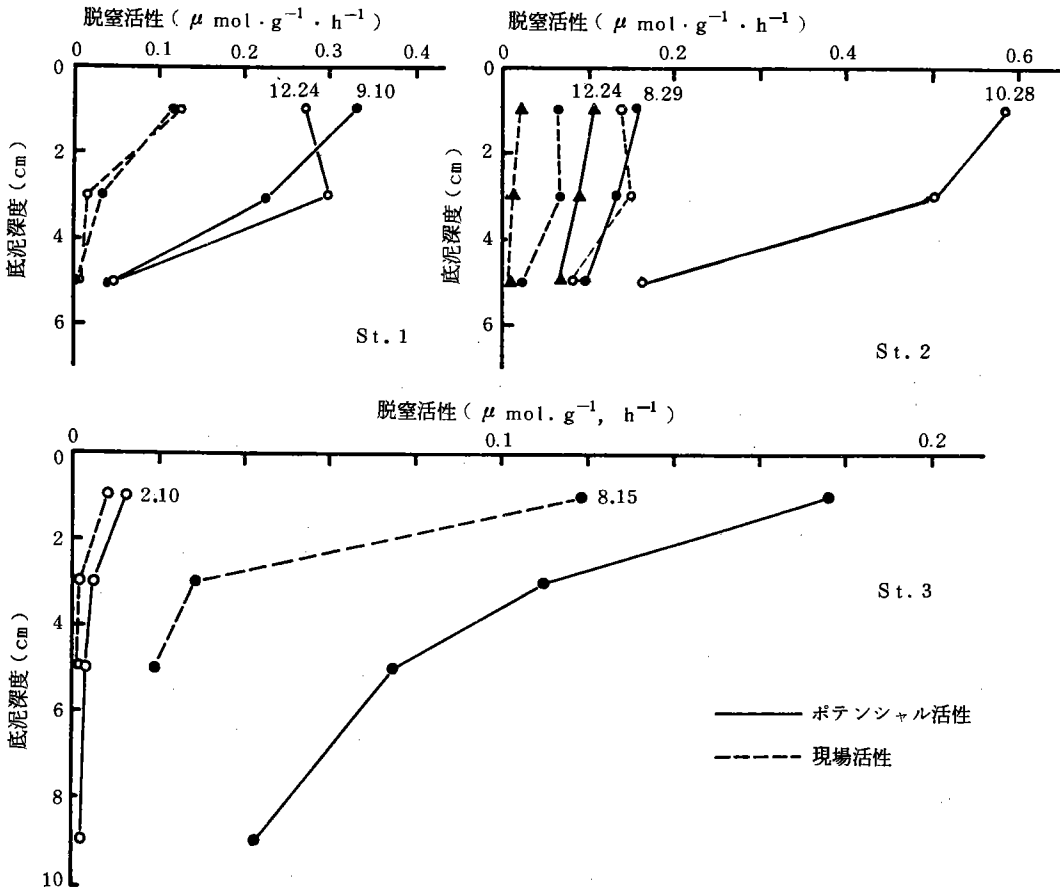 脱窒活性 ( μ mol・g⁻¹・h⁻¹ )
0 0.1 0.2 0.3 0.4
0
2
4
6
底泥深度 (cm)
12.24 9.10
St.1
脱窒活性 ( μ mol・g⁻¹・h⁻¹ )
0 0.2 0.4 0.6
0
2
4
6
底泥深度 (cm)
12.24 8.29 10.28
St.2
脱窒活性 ( μ mol. g⁻¹, h⁻¹ )
0 0.1 0.2
0
2
4
6
8
10
底泥深度 (cm)
2.10 8.15
St.3
ポテンシャル活性
現場活性